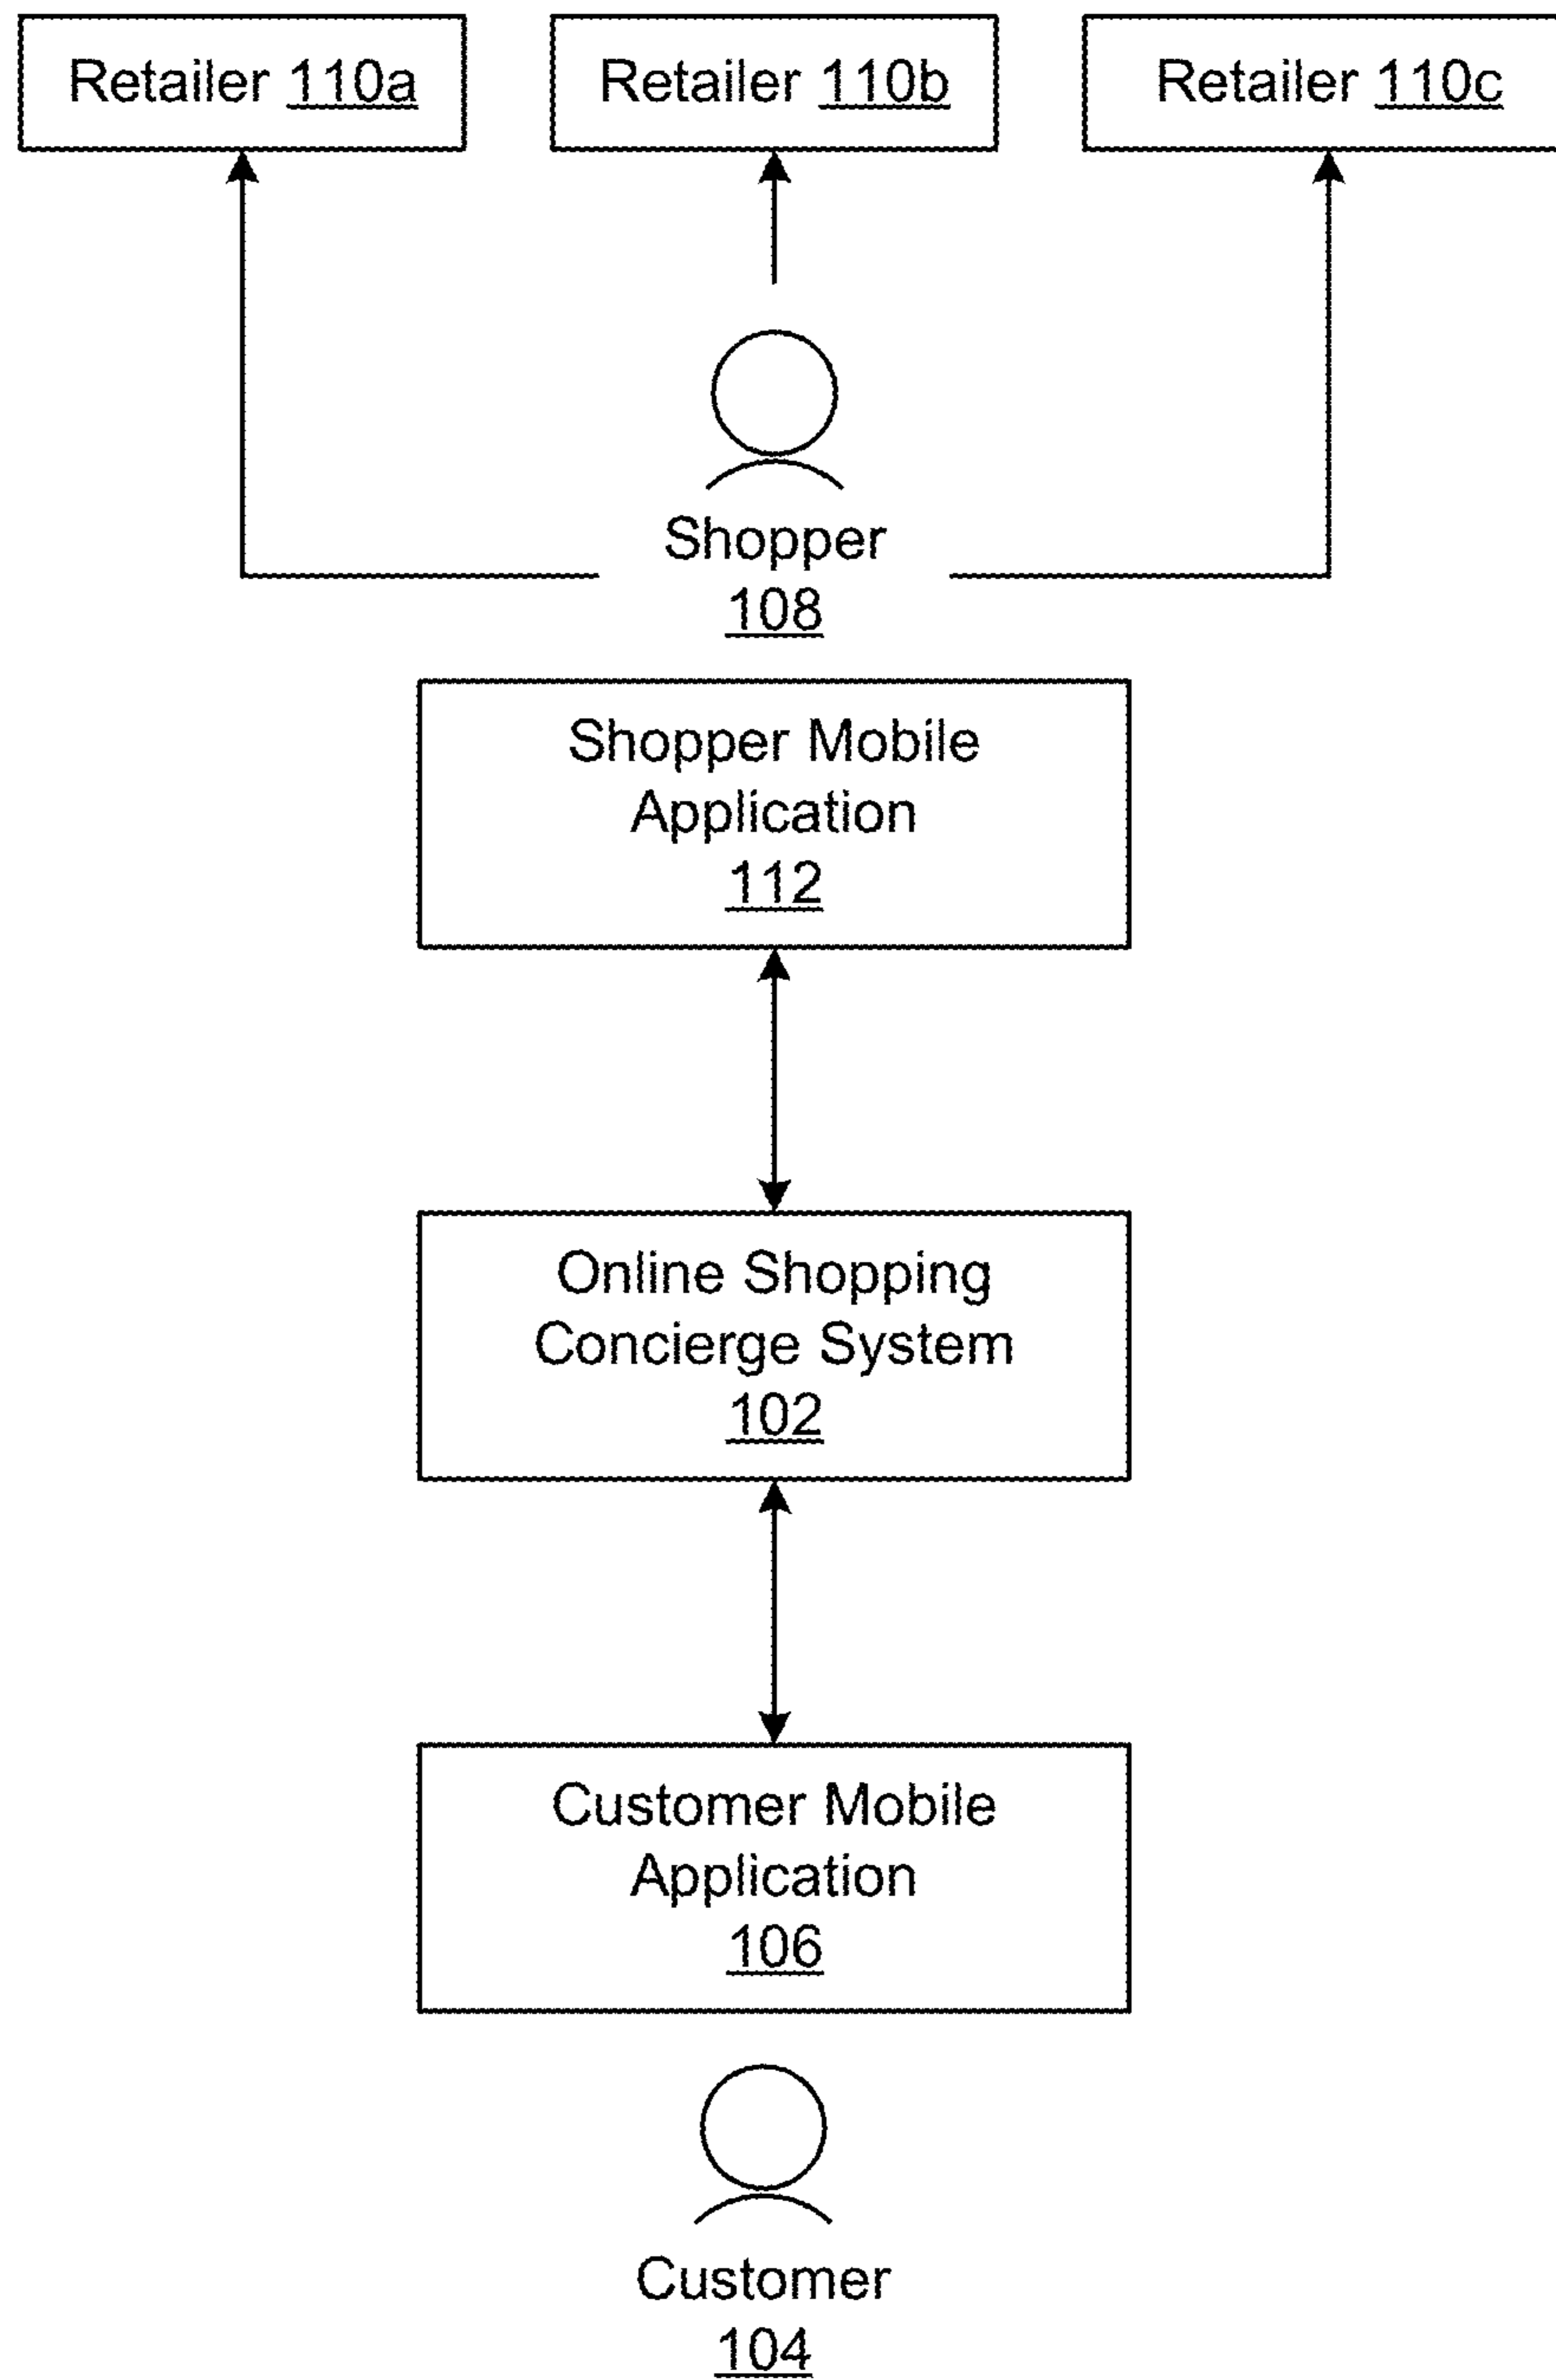 Retailer 110a
Retailer 110b
Retailer 110c
Shopper
108
Shopper Mobile
Application
112
Online Shopping
Concierge System
102
Customer Mobile
Application
106
Customer
104